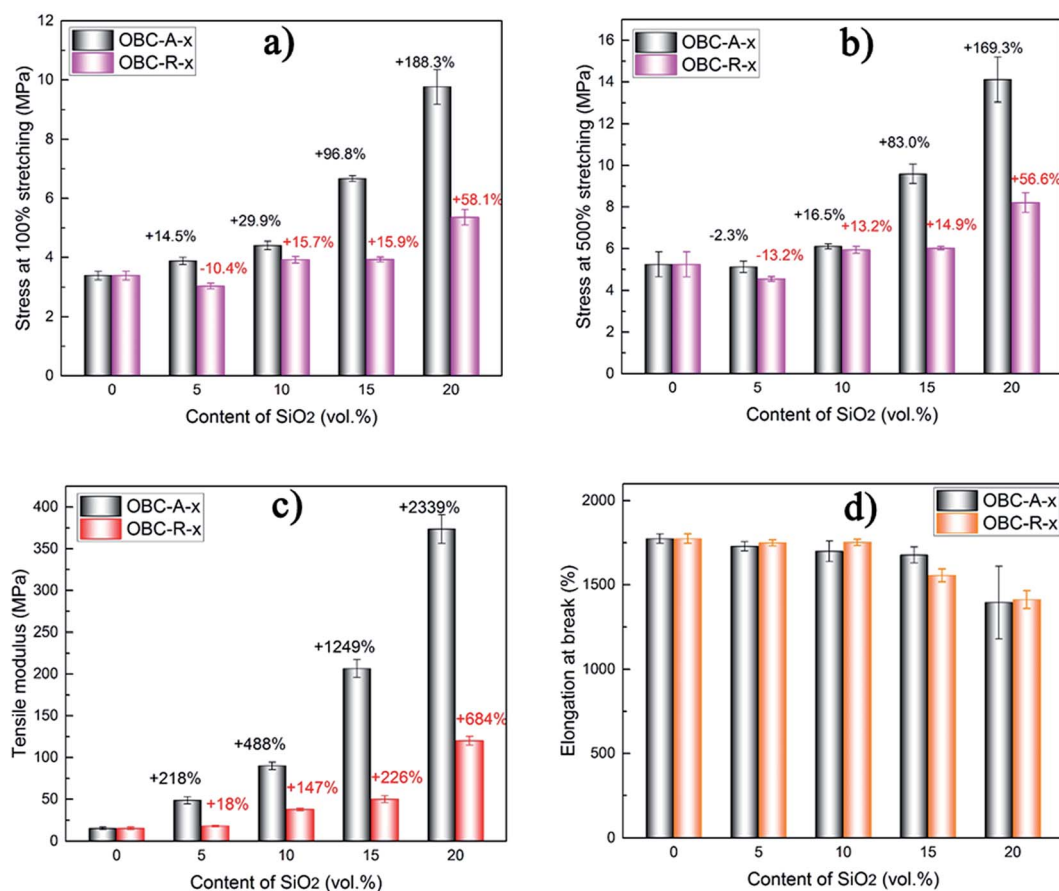 a)
OBC-A-x
OBC-R-x
Stress at 100% stretching (MPa)
12
10
8
6
4
2
0
+14.5%
-10.4%
+29.9%
+15.7%
+96.8%
+15.9%
+188.3%
+58.1%
0 5 10 15 20
Content of SiO2 (vol.%)
b)
OBC-A-x
OBC-R-x
Stress at 500% stretching (MPa)
16
14
12
10
8
6
4
2
0
-2.3%
-13.2%
+16.5%
+13.2%
+83.0%
+14.9%
+169.3%
+56.6%
0 5 10 15 20
Content of SiO2 (vol.%)
c)
OBC-A-x
OBC-R-x
Tensile modulus (MPa)
400
350
300
250
200
150
100
50
0
+218%
+18%
+488%
+147%
+1249%
+226%
+2339%
+684%
0 5 10 15 20
Content of SiO2 (vol.%)
d)
OBC-A-x
OBC-R-x
Elongation at break (%)
2000
1500
1000
500
0
0 5 10 15 20
Content of SiO2 (vol.%)